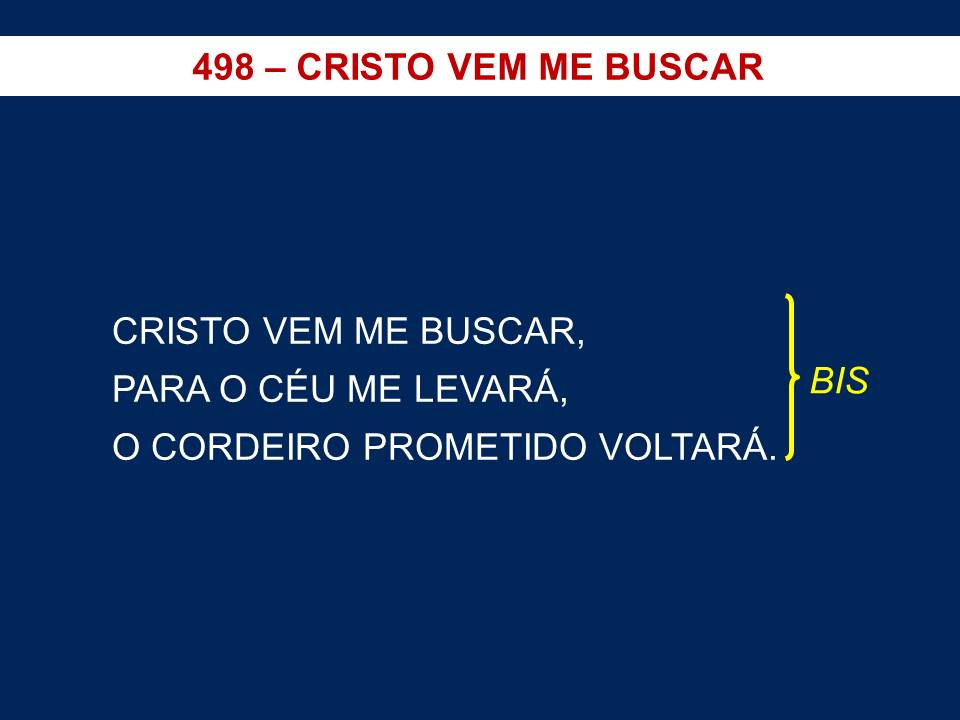 498 – CRISTO VEM ME BUSCAR
CRISTO VEM ME BUSCAR,
PARA O CÉU ME LEVARÁ,
O CORDEIRO PROMETIDO VOLTARÁ.
BIS